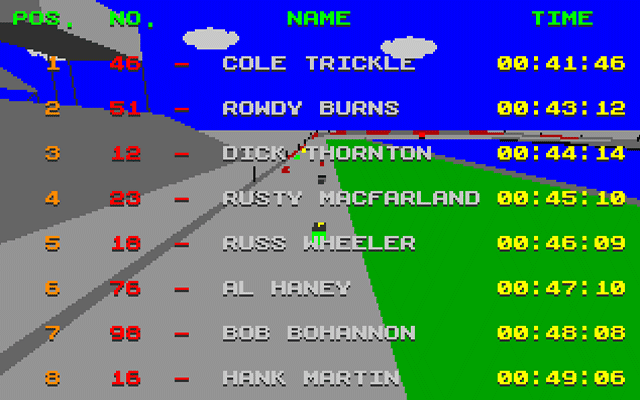 POS. NO. NAME TIME
1 46 - COLE TRICKLE 00:41:46
2 51 - ROWDY BURNS 00:43:12
3 12 - DICK THORNTON 00:44:14
4 23 - RUSTY MACFARLAND 00:45:10
5 18 - RUSS WHEELER 00:46:09
6 76 - AL HANEY 00:47:10
7 98 - BOB BOHANNON 00:48:08
8 16 - HANK MARTIN 00:49:06